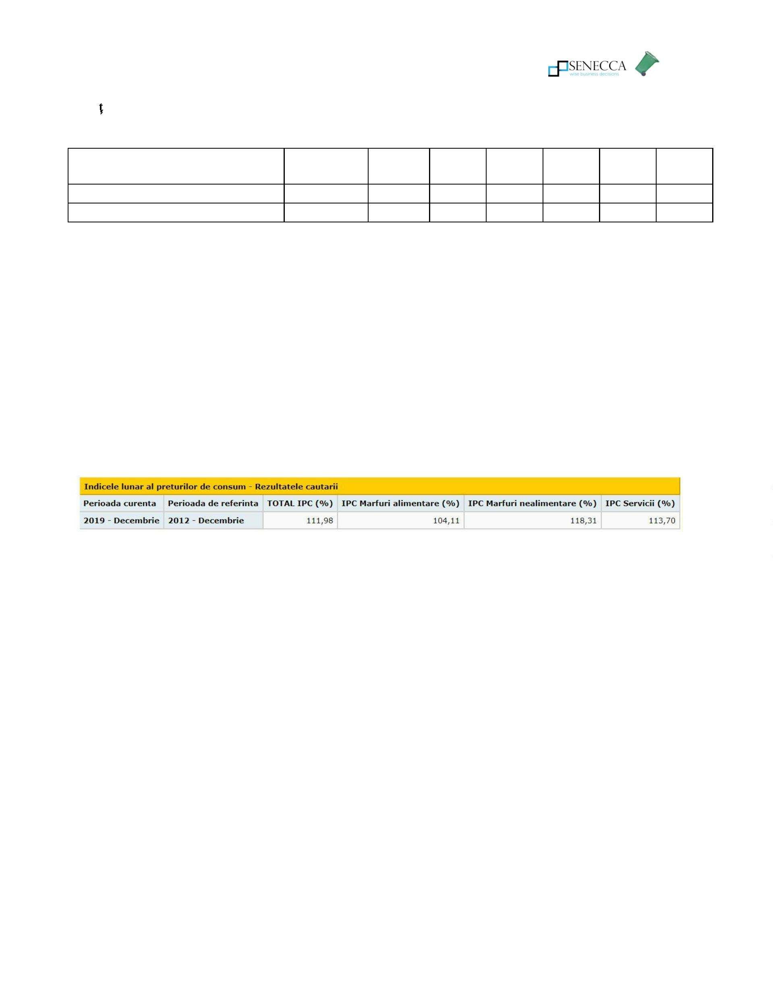 SENECCA
wise business decisions
ţ
Indicele lunar al preturilor de consum - Rezultatele cautarii
Perioada curenta Perioada de referinta TOTAL IPC (%) IPC Marfuri alimentare (%) IPC Marfuri nealimentare (%) IPC Servicii (%)
2019 - Decembrie 2012 - Decembrie 111,98 104,11 118,31 113,70